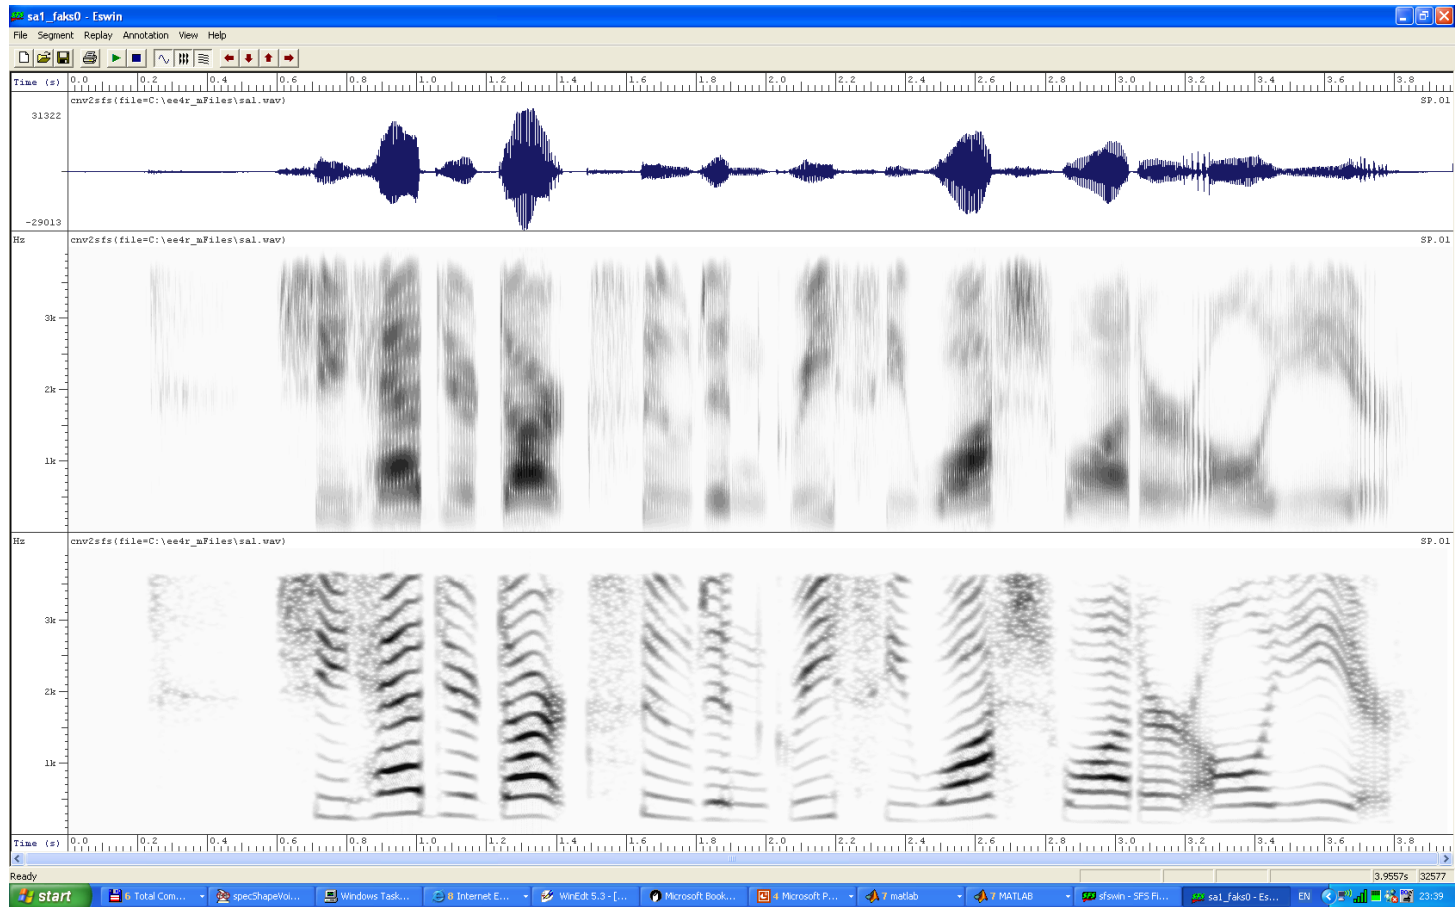 sa1_faks0 - Eswin
File Segment Replay Annotation View Help
Time (s) 0.0 0.2 0.4 0.6 0.8 1.0 1.2 1.4 1.6 1.8 2.0 2.2 2.4 2.6 2.8 3.0 3.2 3.4 3.6 3.8
cnv2sfs(file=C:\ee4r_mFiles\sa1.wav) SP.01
31322
-29013
Hz cnv2sfs(file=C:\ee4r_mFiles\sa1.wav) SP.01
3k
2k
1k
Hz cnv2sfs(file=C:\ee4r_mFiles\sa1.wav) SP.01
3k
2k
1k
Time (s) 0.0 0.2 0.4 0.6 0.8 1.0 1.2 1.4 1.6 1.8 2.0 2.2 2.4 2.6 2.8 3.0 3.2 3.4 3.6 3.8
Ready 3.9557s 32577
start 6 Total Com... specShapeVoi... Windows Task... 8 Internet E... WinEdt 5.3 - [... Microsoft Book... 4 Microsoft P... 7 matlab 7 MATLAB sfswin - SFS Fi... sa1_faks0 - Es... EN 23:39